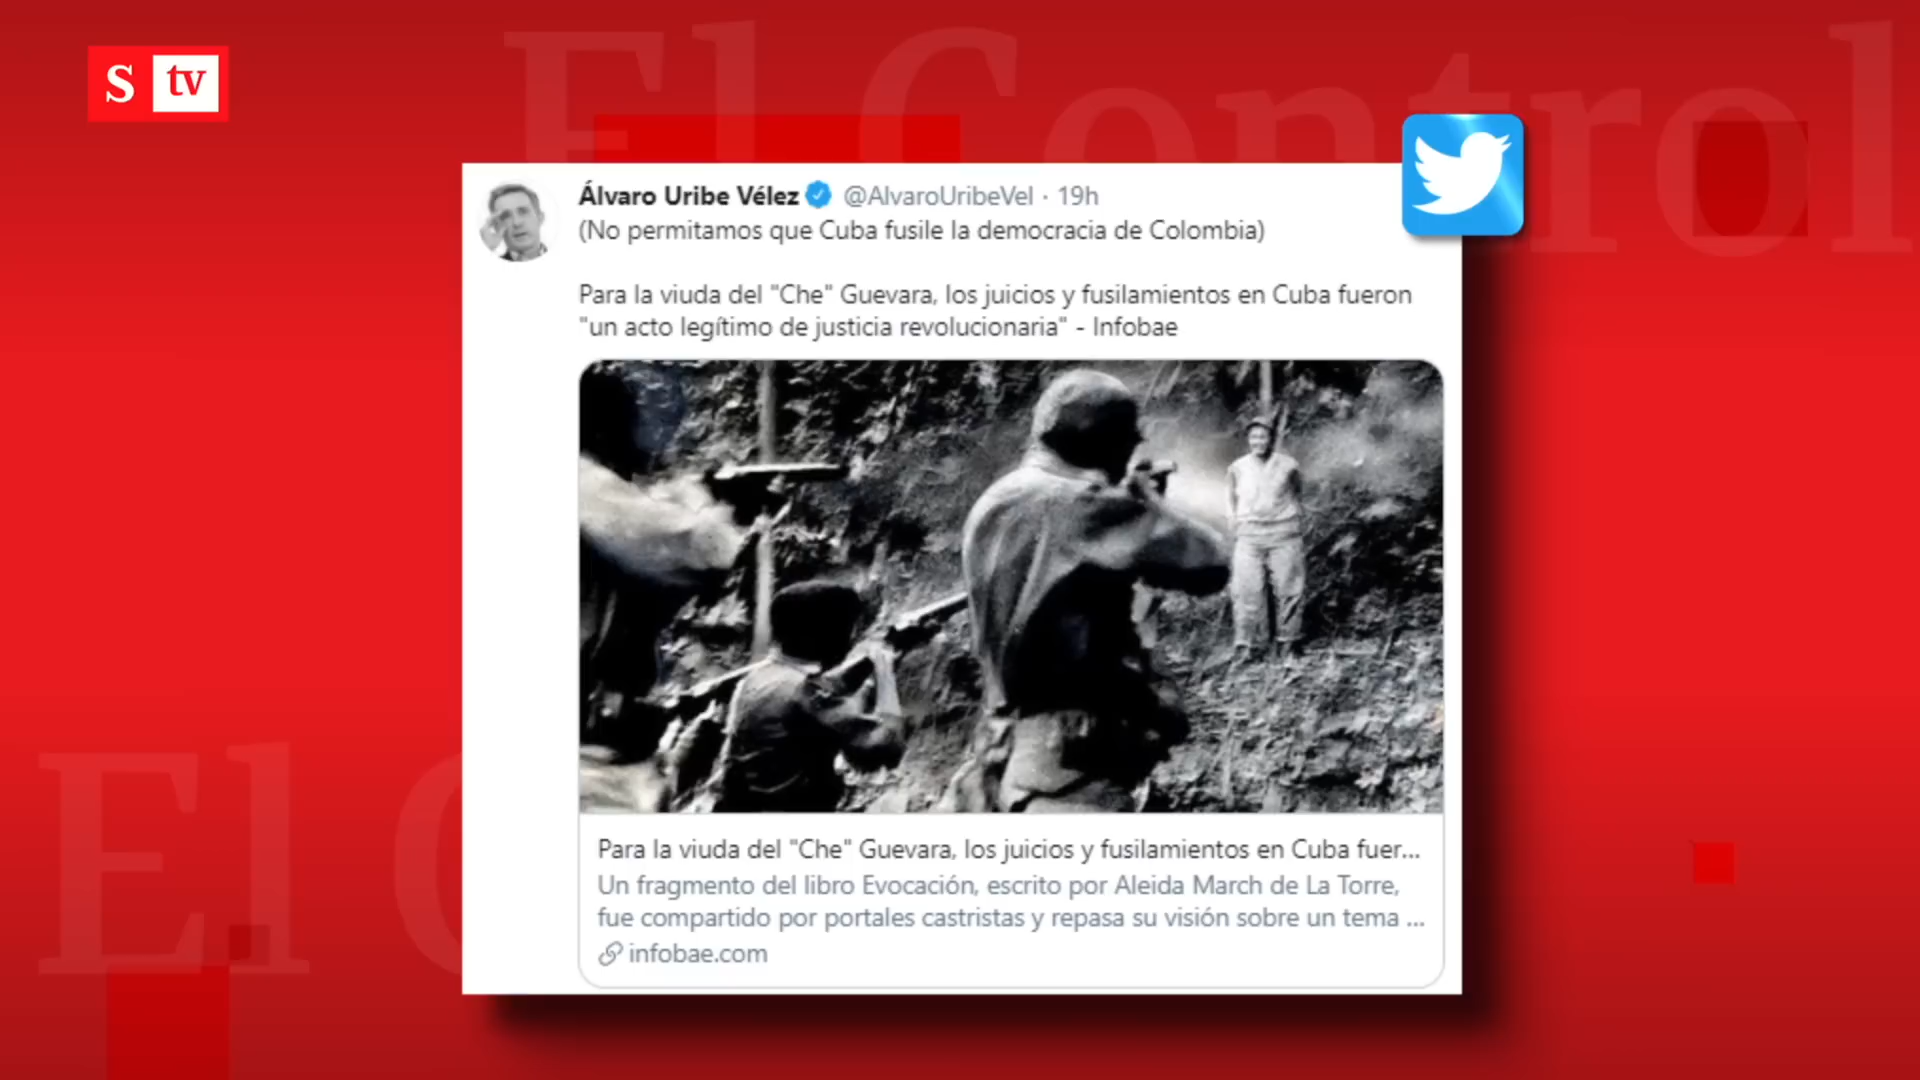 S tv
El Control
Álvaro Uribe Vélez @AlvaroUribeVel · 19h
(No permitamos que Cuba fusile la democracia de Colombia)
Para la viuda del "Che" Guevara, los juicios y fusilamientos en Cuba fueron
"un acto legítimo de justicia revolucionaria" - Infobae
Para la viuda del "Che" Guevara, los juicios y fusilamientos en Cuba fuer...
Un fragmento del libro Evocación, escrito por Aleida March de La Torre,
fue compartido por portales castristas y repasa su visión sobre un tema ...
infobae.com
El C